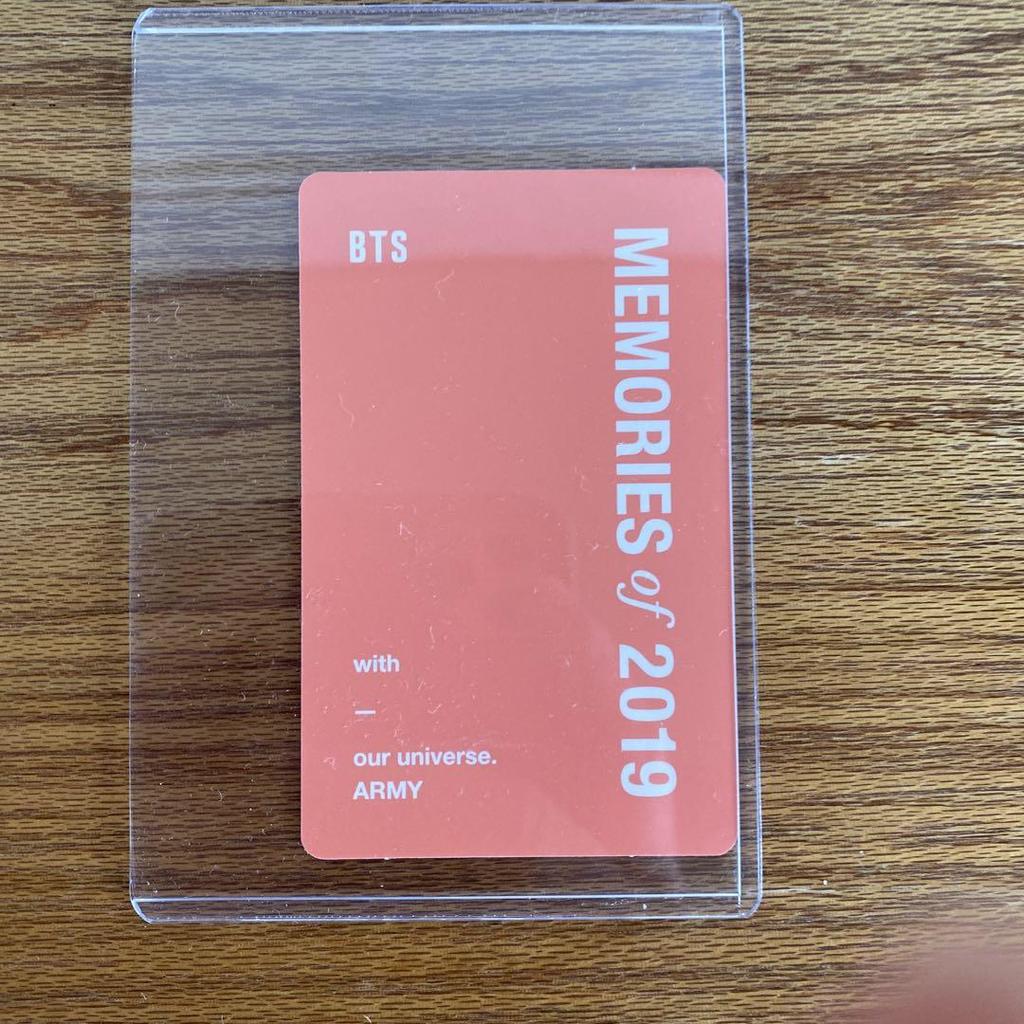 BTS
MEMORIES of 2019
with
—
our universe.
ARMY